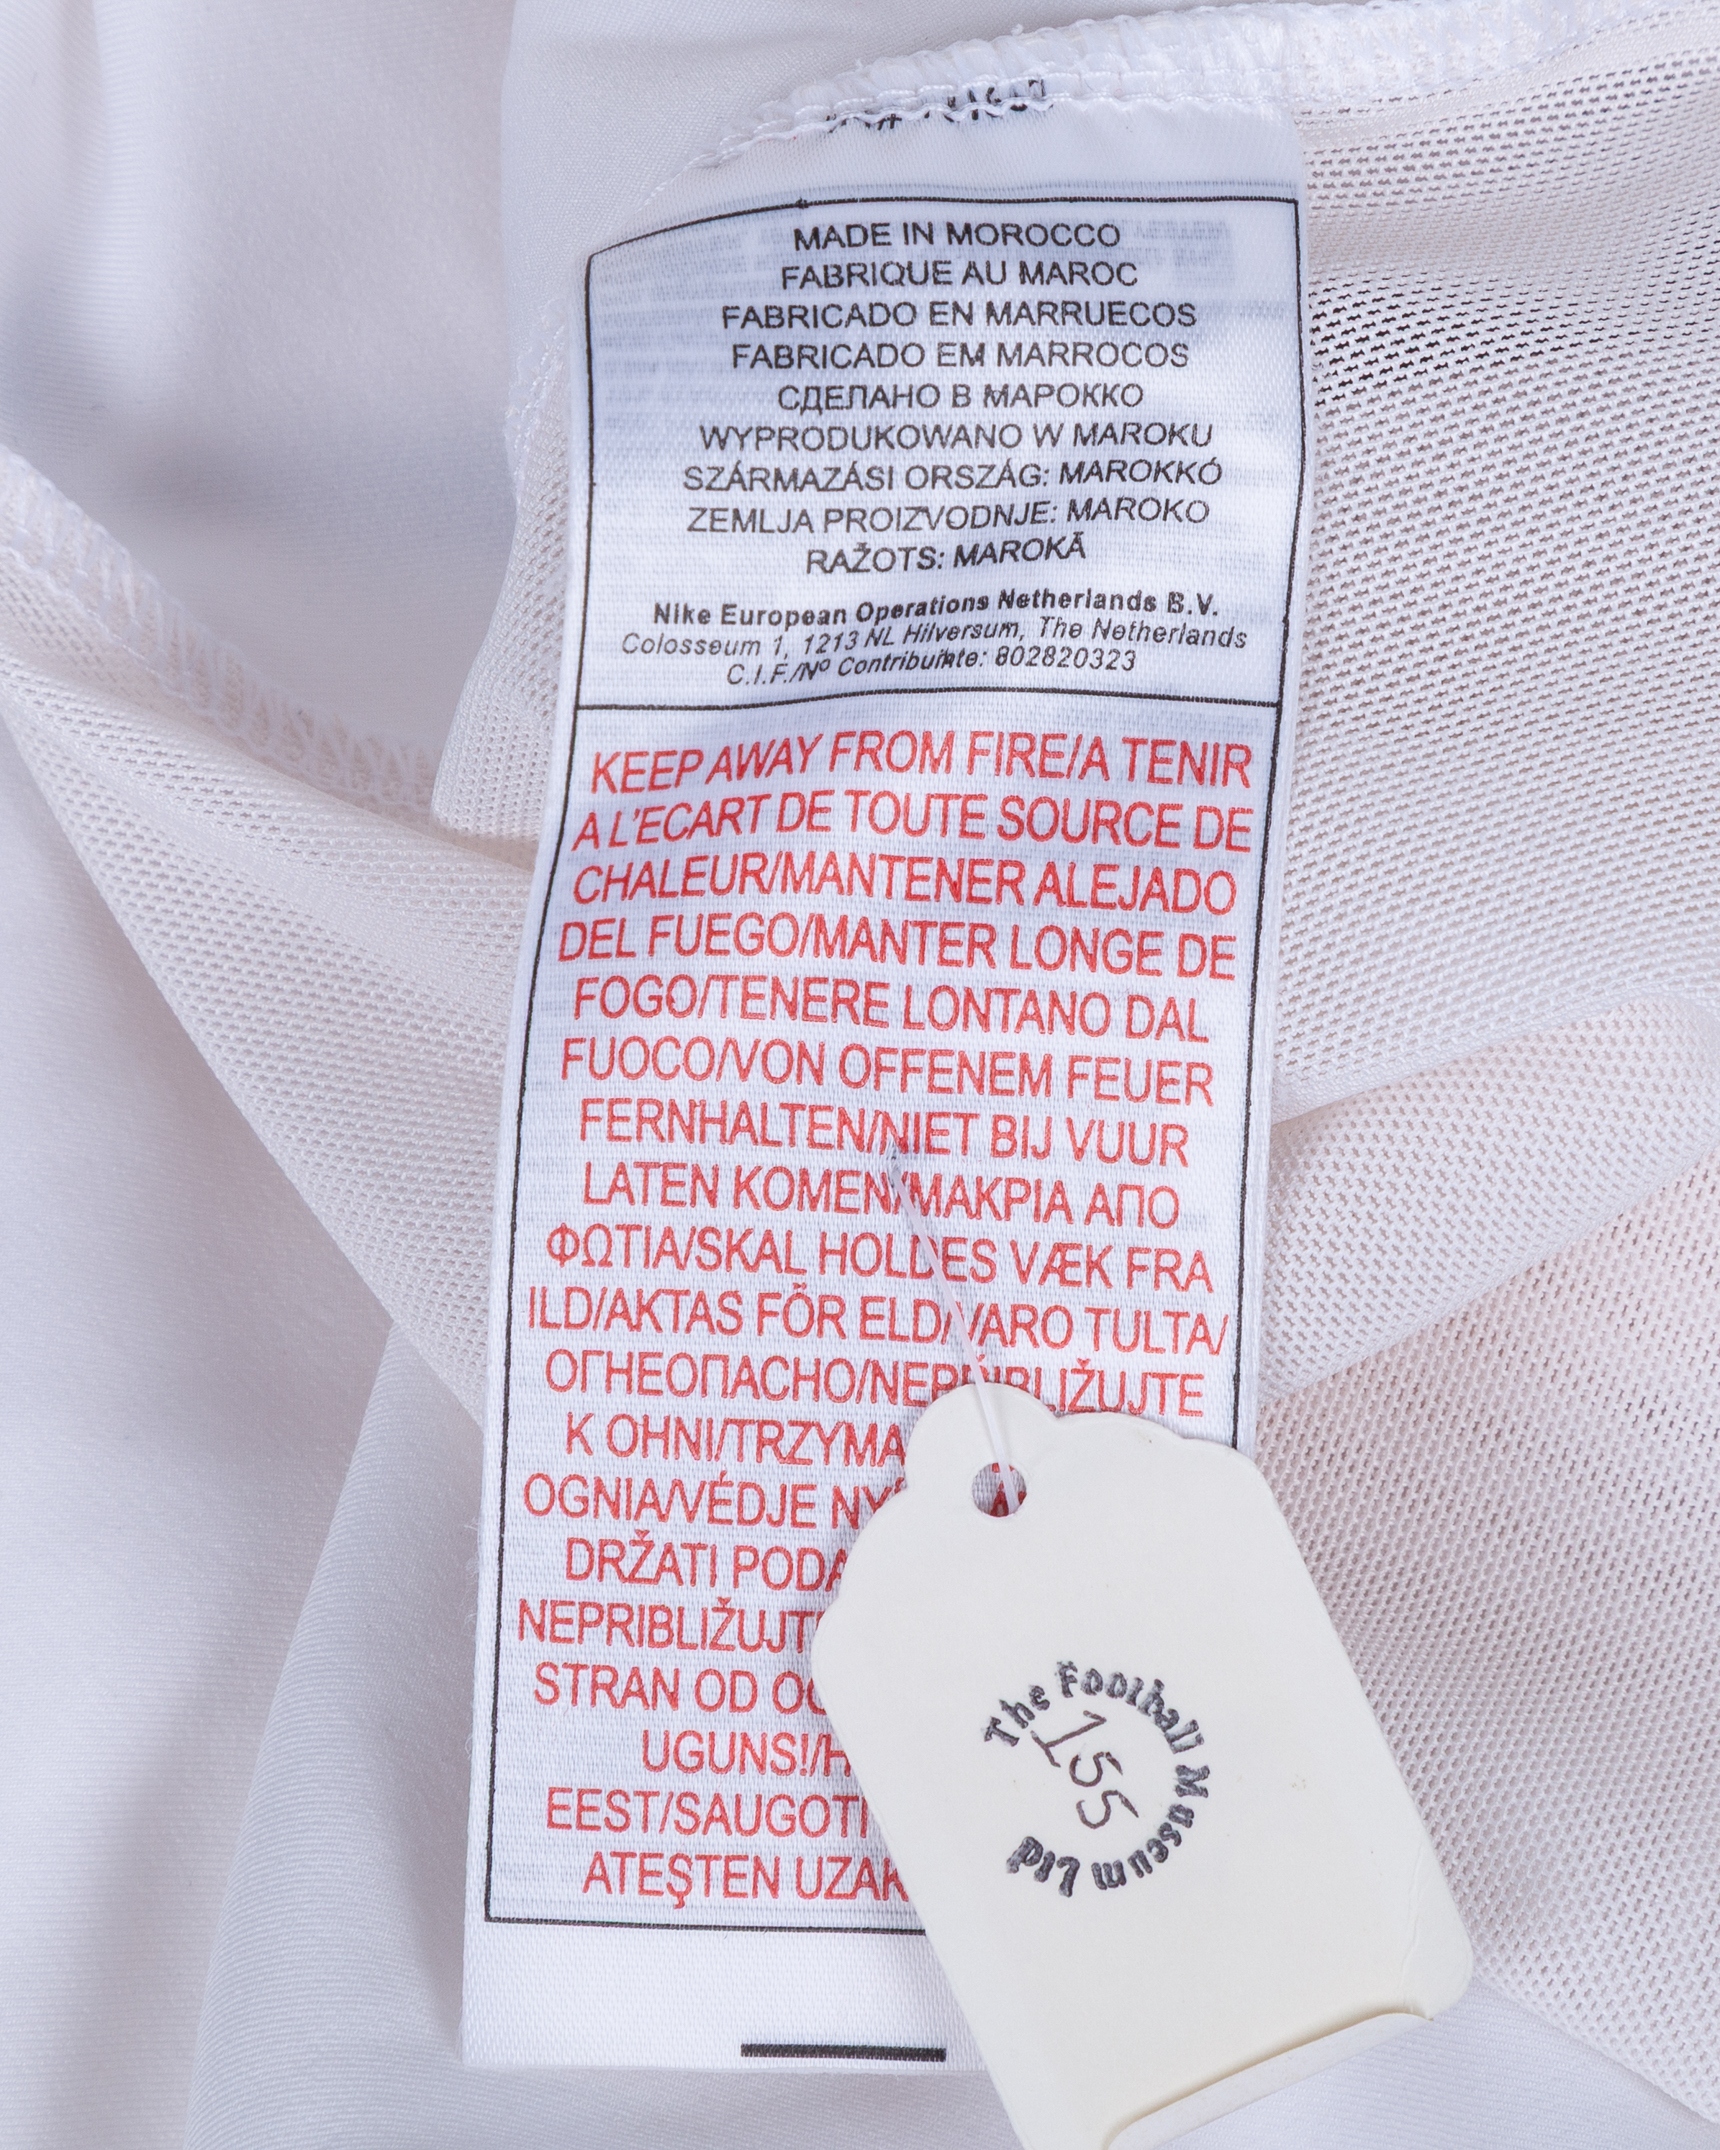 MADE IN MOROCCO
FABRIQUE AU MAROC
FABRICADO EN MARRUECOS
FABRICADO EM MARROCOS
СДЕЛАНО В МАРОККО
WYPRODUKOWANO W MAROKU
SZÁRMAZÁSI ORSZÁG: MAROKKÓ
ZEMLJA PROIZVODNJE: MAROKO
RAŽOTS: MAROKĀ
Nike European Operations Netherlands B.V.
Colosseum 1, 1213 NL Hilversum, The Netherlands
C.I.F./Nº Contribuinte: 802820323
KEEP AWAY FROM FIRE/A TENIR
A L'ECART DE TOUTE SOURCE DE
CHALEUR/MANTENER ALEJADO
DEL FUEGO/MANTER LONGE DE
FOGO/TENERE LONTANO DAL
FUOCO/VON OFFENEM FEUER
FERNHALTEN/NIET BIJ VUUR
LATEN KOMEN/ΜΑΚΡΙΑ ΑΠΟ
ΦΩΤΙΑ/SKAL HOLDES VÆK FRA
ILD/AKTAS FÖR ELD/VARO TULTA/
ОГНЕОПАСНО/NEPŘIBLIŽUJTE
K OHNI/TRZYMA
OGNIA/VÉDJE NY
DRŽATI PODA
NEPRIBLIŽUJT
STRAN OD O
UGUNS!/H
EEST/SAUGOTI
ATEŞTEN UZAK
The Football Museum Ltd
155